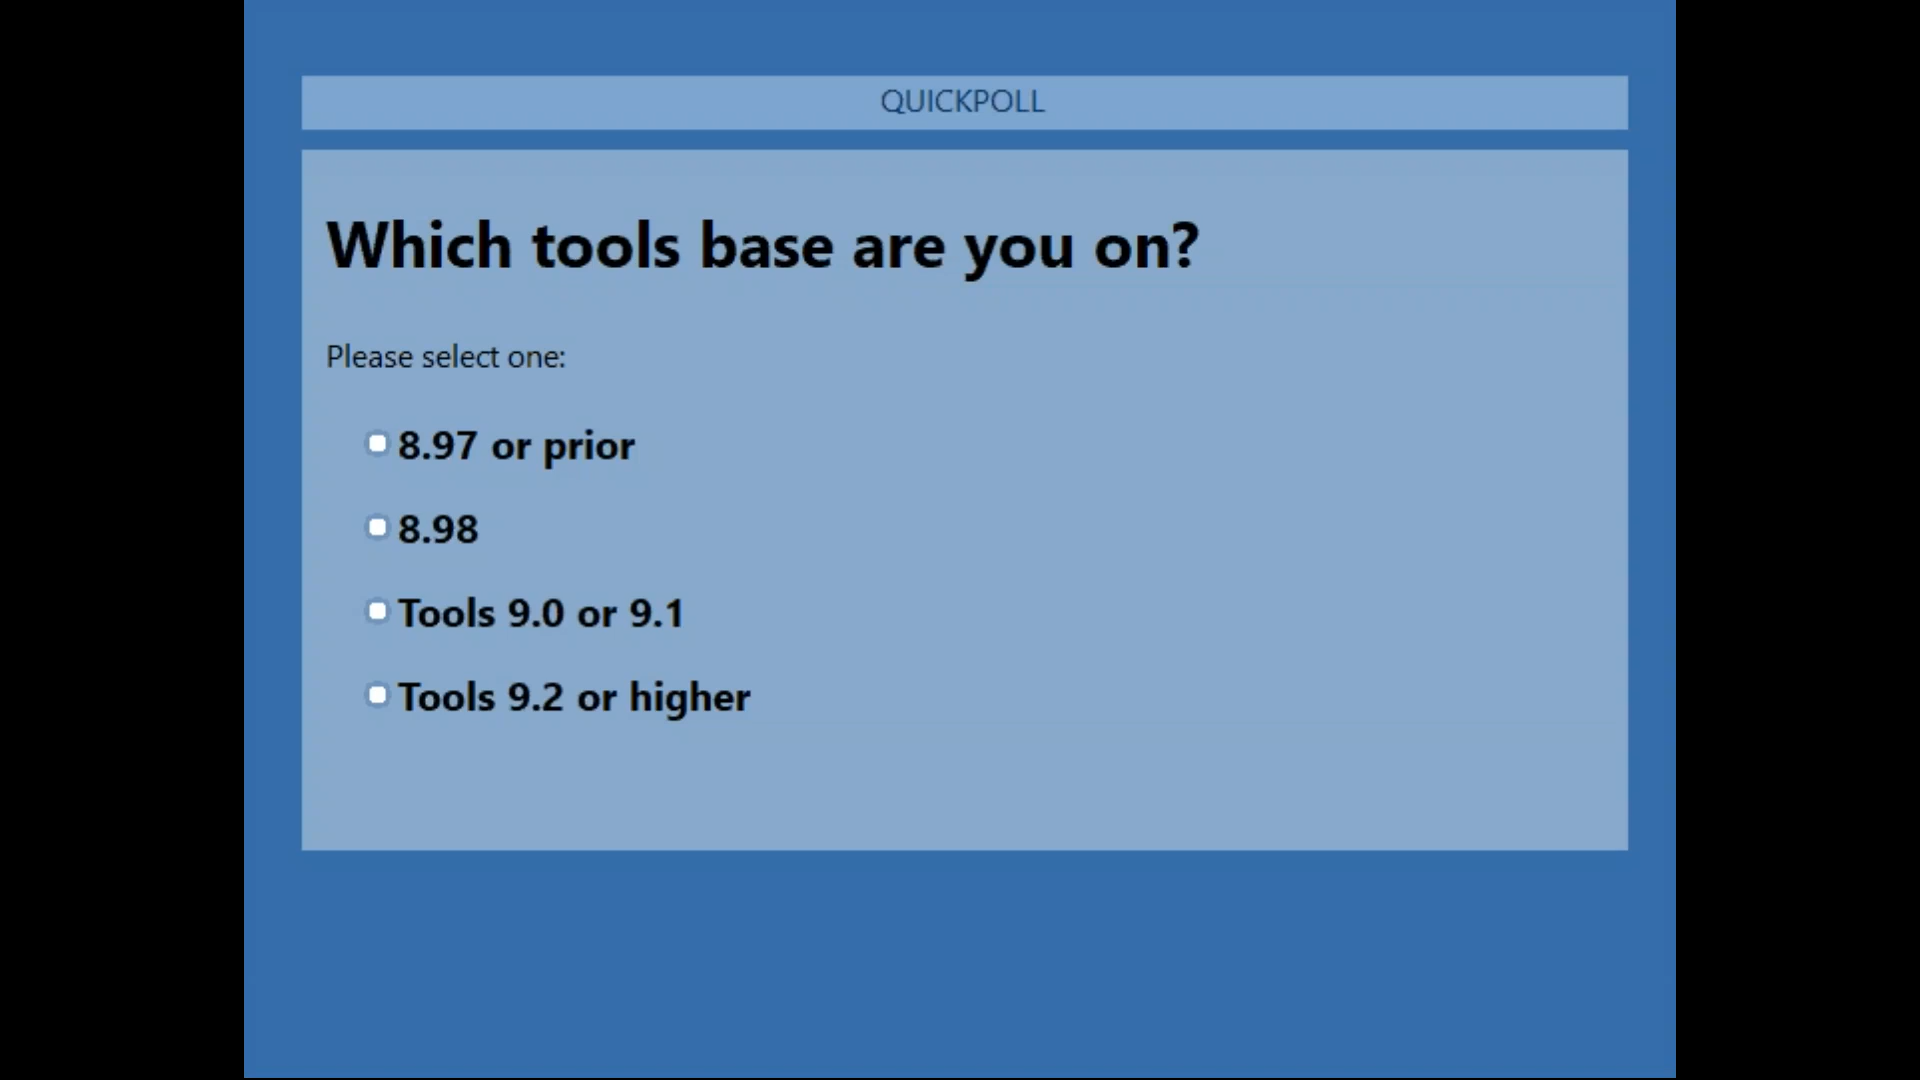 QUICKPOLL
Which tools base are you on?
Please select one:
8.97 or prior
8.98
Tools 9.0 or 9.1
Tools 9.2 or higher